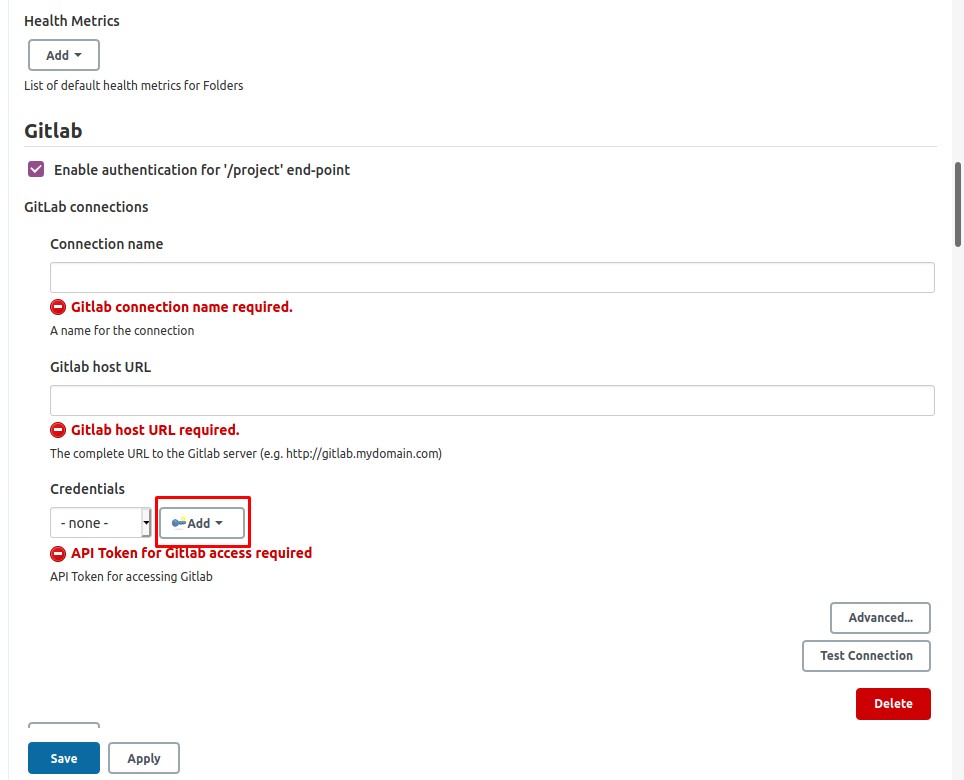 Health Metrics
Add
List of default health metrics for Folders
Gitlab
Enable authentication for '/project' end-point
GitLab connections
Connection name
Gitlab connection name required.
A name for the connection
Gitlab host URL
Gitlab host URL required.
The complete URL to the Gitlab server (e.g. http://gitlab.mydomain.com)
Credentials
- none -
Add
API Token for Gitlab access required
API Token for accessing Gitlab
Advanced...
Test Connection
Delete
Save
Apply